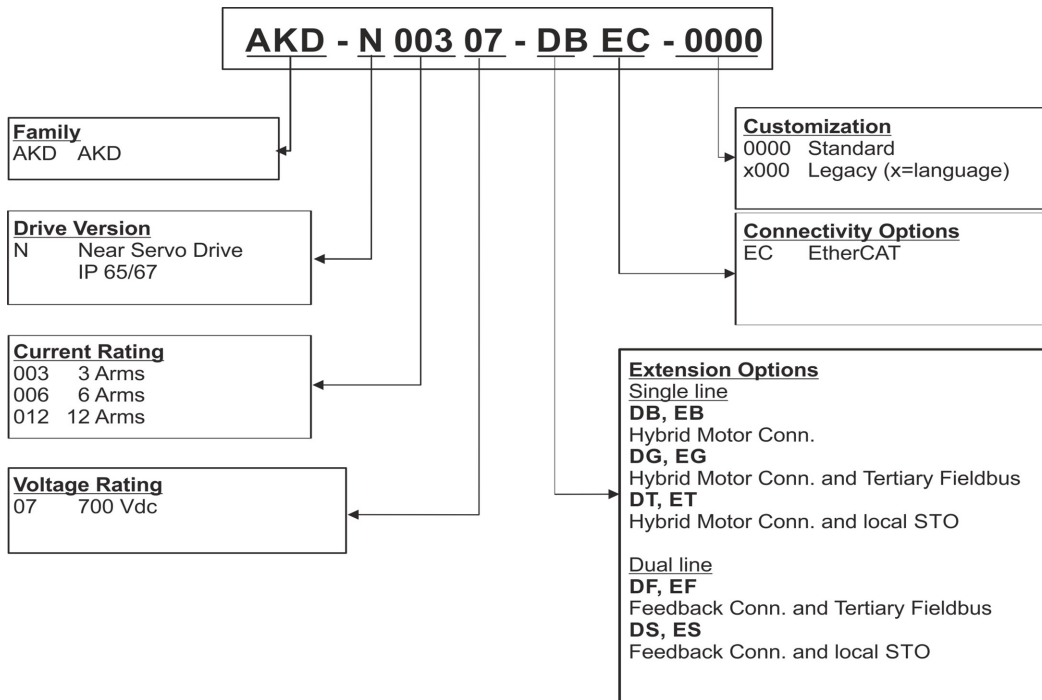 AKD - N 003 07 - DB EC - 0000
Family
AKD AKD
Drive Version
N Near Servo Drive
IP 65/67
Current Rating
003 3 Arms
006 6 Arms
012 12 Arms
Voltage Rating
07 700 Vdc
Customization
0000 Standard
x000 Legacy (x=language)
Connectivity Options
EC EtherCAT
Extension Options
Single line
DB, EB
Hybrid Motor Conn.
DG, EG
Hybrid Motor Conn. and Tertiary Fieldbus
DT, ET
Hybrid Motor Conn. and local STO
Dual line
DF, EF
Feedback Conn. and Tertiary Fieldbus
DS, ES
Feedback Conn. and local STO